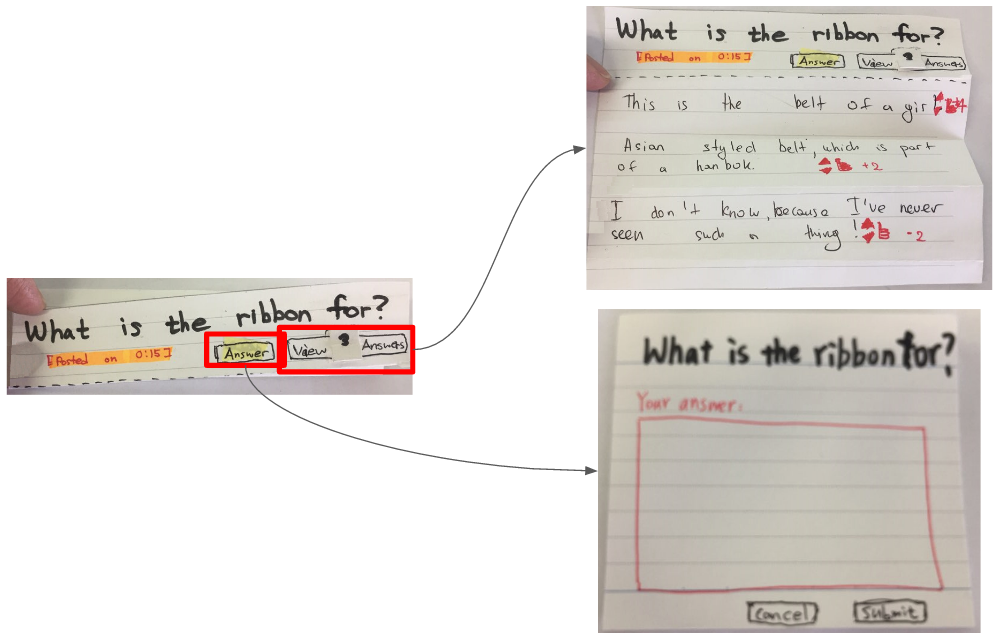 What is the ribbon for?
[Posted on 0:15]
Answer
View 3 Answers
What is the ribbon for?
[Posted on 0:15]
Answer
View 3 Answers
This is the belt of a girl!
+4
Asian styled belt, which is part
of a hanbok.
+2
I don't know, because I've never
seen such a thing!
-2
What is the ribbon for?
Your answer:
Cancel
Submit